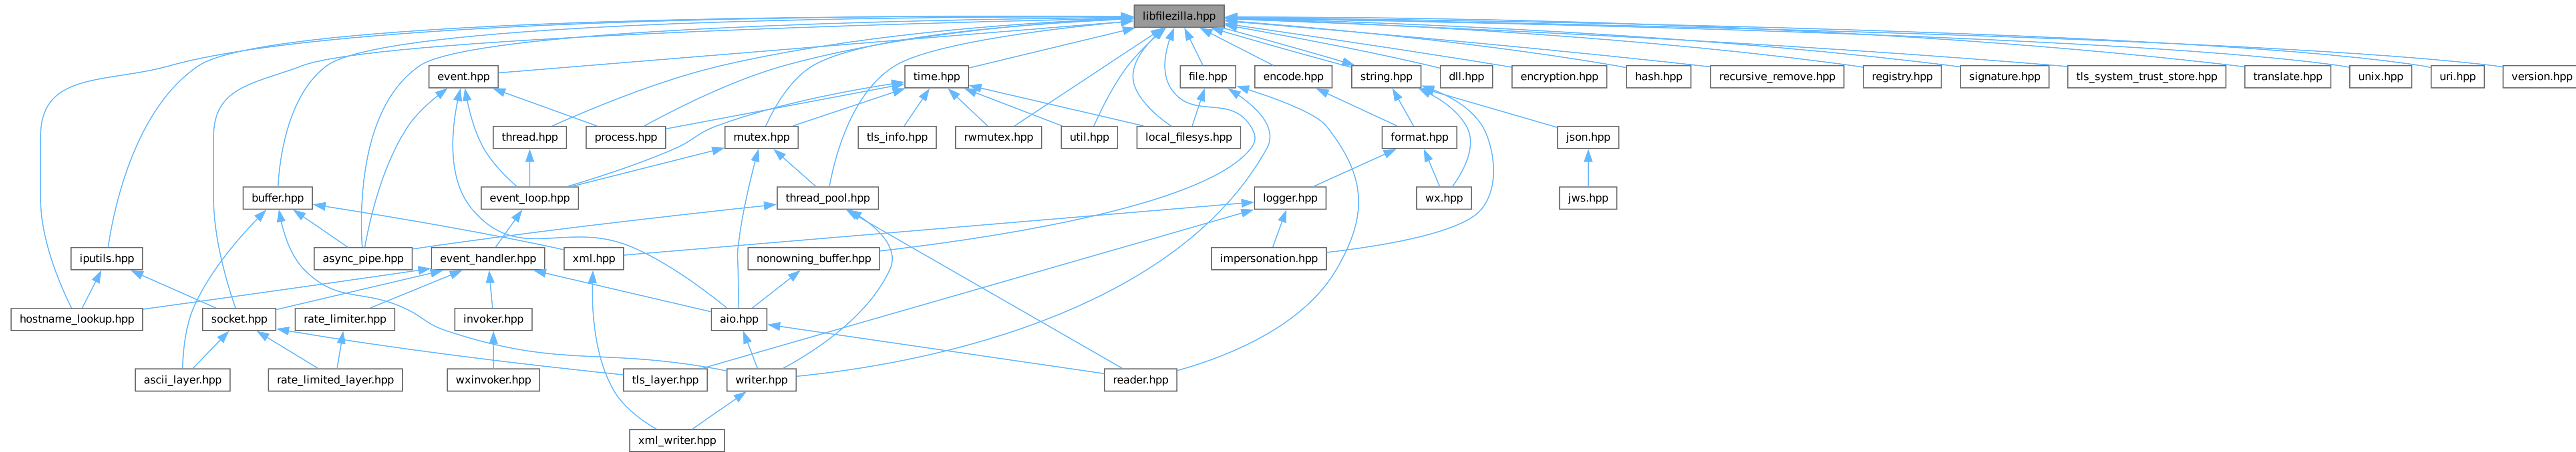 libfilezilla.hpp
event.hpp
time.hpp
file.hpp
encode.hpp
string.hpp
dll.hpp
encryption.hpp
hash.hpp
recursive_remove.hpp
registry.hpp
signature.hpp
tls_system_trust_store.hpp
translate.hpp
unix.hpp
uri.hpp
version.hpp
thread.hpp
process.hpp
mutex.hpp
tls_info.hpp
rwmutex.hpp
util.hpp
local_filesys.hpp
format.hpp
json.hpp
buffer.hpp
event_loop.hpp
thread_pool.hpp
logger.hpp
wx.hpp
jws.hpp
iputils.hpp
async_pipe.hpp
event_handler.hpp
xml.hpp
nonowning_buffer.hpp
impersonation.hpp
hostname_lookup.hpp
socket.hpp
rate_limiter.hpp
invoker.hpp
aio.hpp
ascii_layer.hpp
rate_limited_layer.hpp
wxinvoker.hpp
tls_layer.hpp
writer.hpp
reader.hpp
xml_writer.hpp